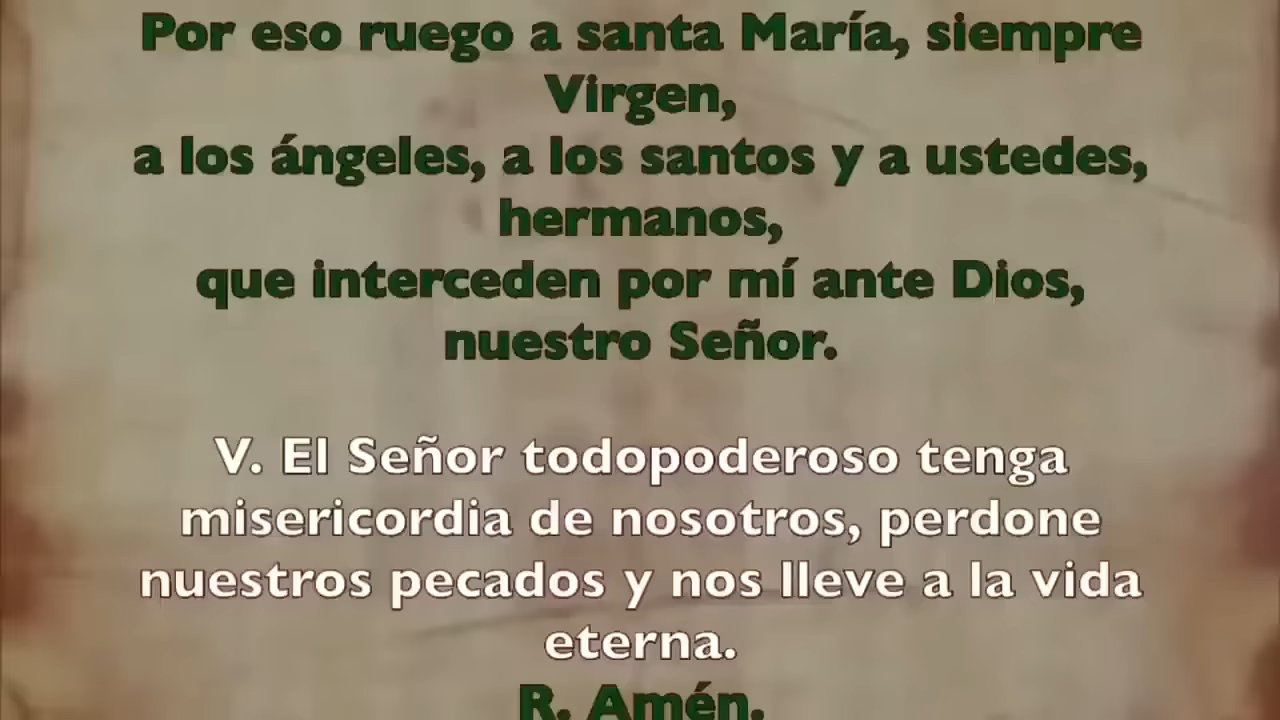 Por eso ruego a santa María, siempre
Virgen,
a los ángeles, a los santos y a ustedes,
hermanos,
que interceden por mí ante Dios,
nuestro Señor.
V. El Señor todopoderoso tenga
misericordia de nosotros, perdone
nuestros pecados y nos lleve a la vida
eterna.
R. Amén.